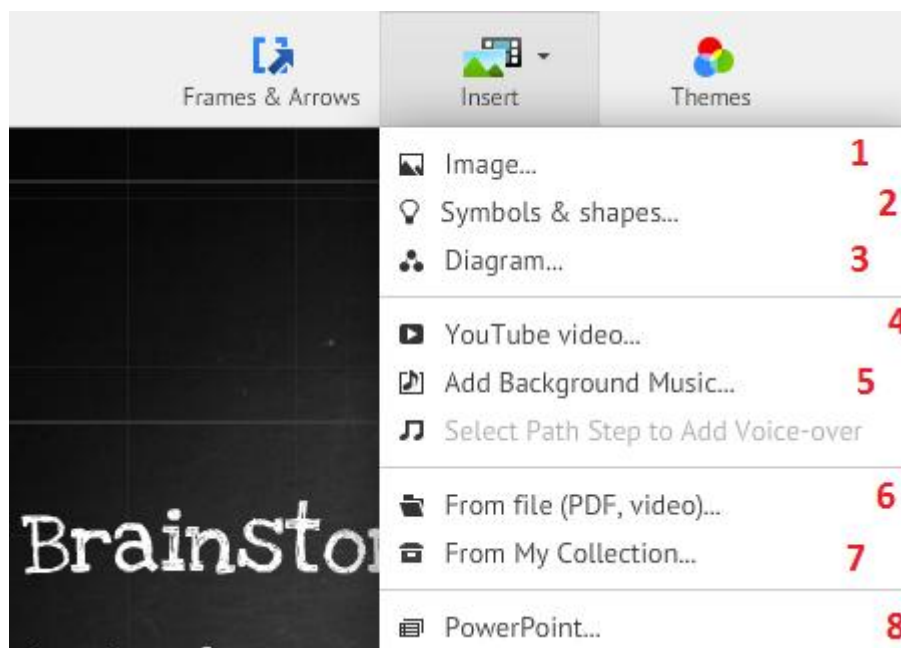 Frames & Arrows Insert Themes
Image... 1
Symbols & shapes... 2
Diagram... 3
YouTube video... 4
Add Background Music... 5
Select Path Step to Add Voice-over
From file (PDF, video)... 6
From My Collection... 7
Brainsto
PowerPoint... 8